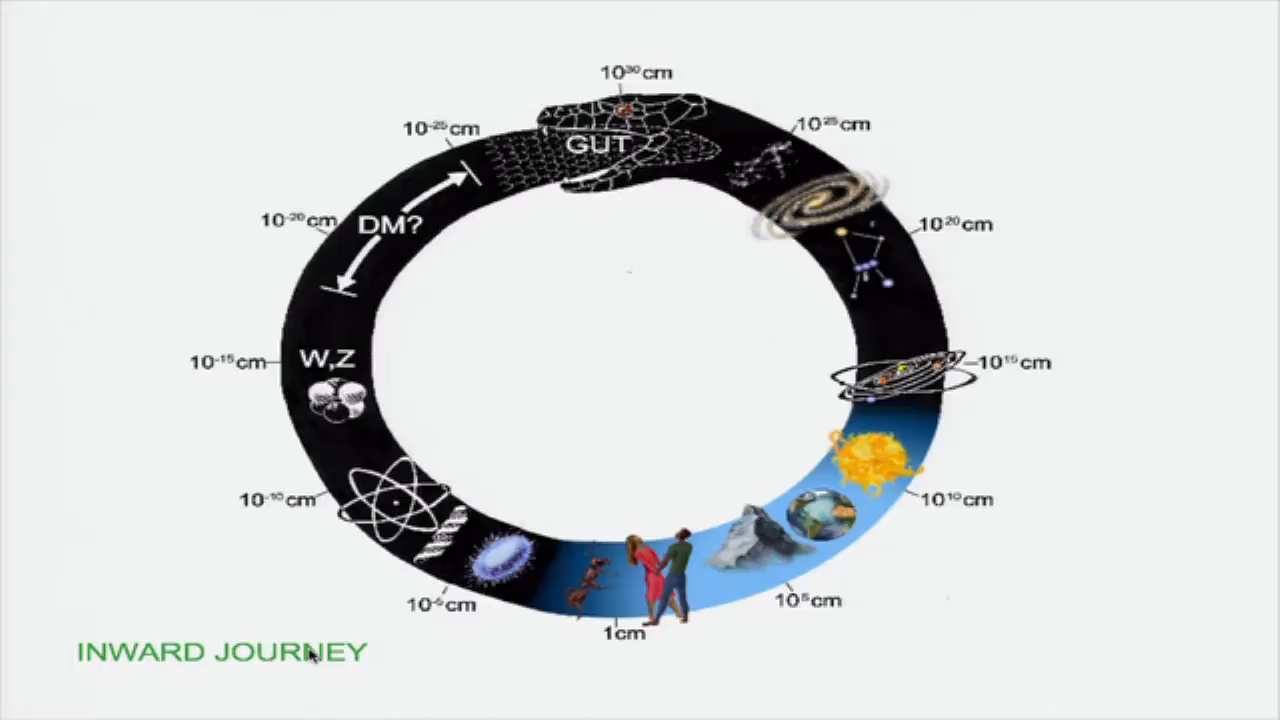 10³⁰cm
10²⁵cm
10⁻²⁵cm
GUT
10⁻²⁰cm
DM?
10²⁰cm
10⁻¹⁵cm
W,Z
10¹⁵cm
10⁻¹⁰cm
10¹⁰cm
10⁻⁵cm
10⁵cm
1cm
INWARD JOURNEY